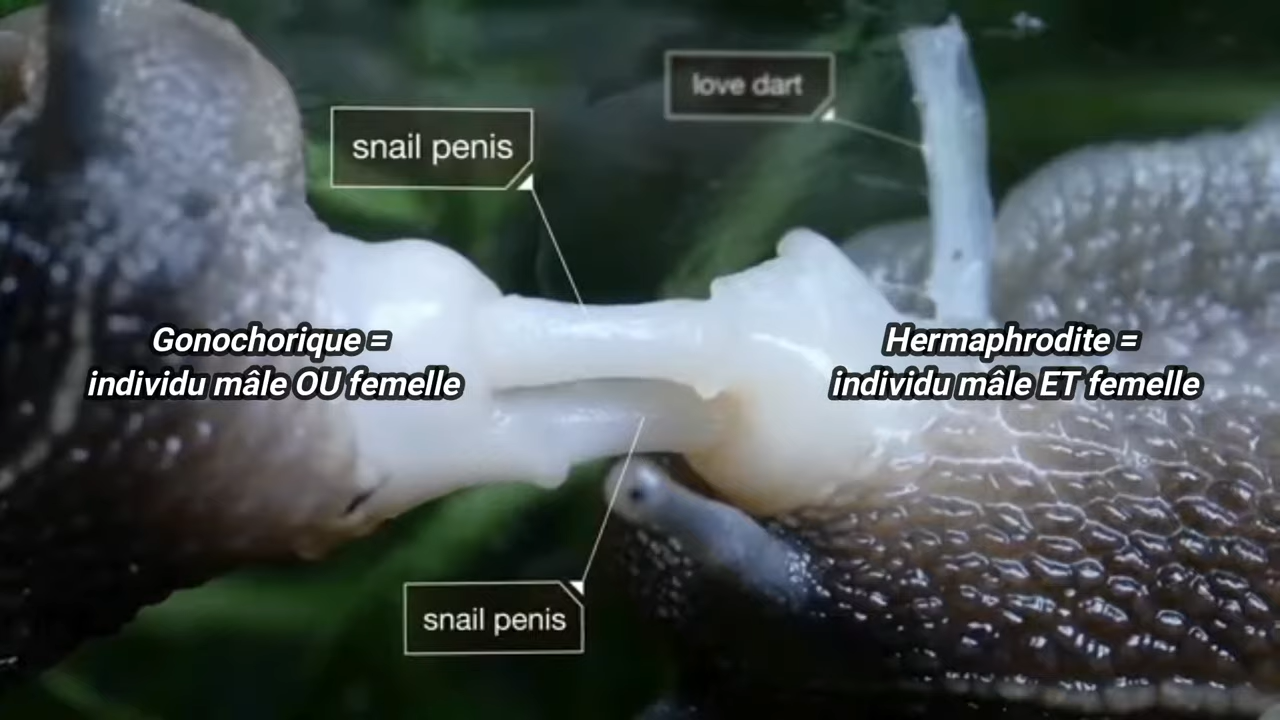 love dart
snail penis
Gonochorique =
individu mâle OU femelle
Hermaphrodite =
individu mâle ET femelle
snail penis